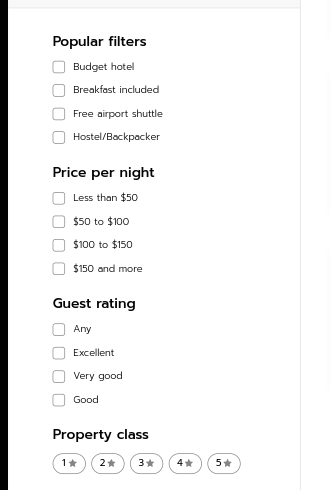 Popular filters
Budget hotel
Breakfast included
Free airport shuttle
Hostel/Backpacker
Price per night
Less than $50
$50 to $100
$100 to $150
$150 and more
Guest rating
Any
Excellent
Very good
Good
Property class
1★ 2★ 3★ 4★ 5★